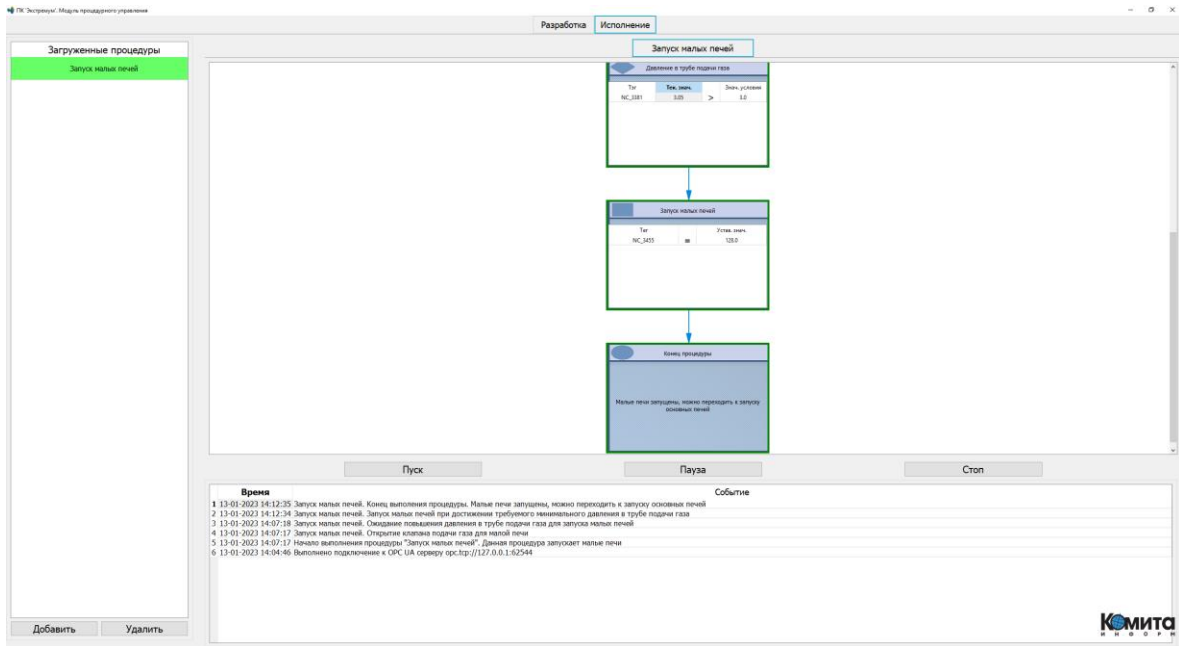 ПК 'Экстремум'. Модуль процедурного управления
Разработка Исполнение
Загруженные процедуры
Запуск малых печей
Запуск малых печей
Давление в трубе подачи газа
Тег Тек. знач. Знач. условия
NC_3381 3.05 > 3.0
Запуск малых печей
Тег Устав. знач.
NC_3455 = 128.0
Конец процедуры
Малые печи запущены, можно переходить к запуску
основных печей
Пуск Пауза Стоп
Время Событие
1 13-01-2023 14:12:35 Запуск малых печей. Конец выполения процедуры. Малые печи запущены, можно переходить к запуску основных печей
2 13-01-2023 14:12:34 Запуск малых печей. Запуск малых печей при достижении требуемого минимального давления в трубе подачи газа
3 13-01-2023 14:07:18 Запуск малых печей. Ожидание повышения давления в трубе подачи газа для запуска малых печей
4 13-01-2023 14:07:17 Запуск малых печей. Открытие клапана подачи газа для малой печи
5 13-01-2023 14:07:17 Начало выполнения процедуры "Запуск малых печей". Данная процедура запускает малые печи
6 13-01-2023 14:04:46 Выполнено подключение к OPC UA серверу opc.tcp://127.0.0.1:62544
Добавить Удалить
Комита
ИНФОРМ